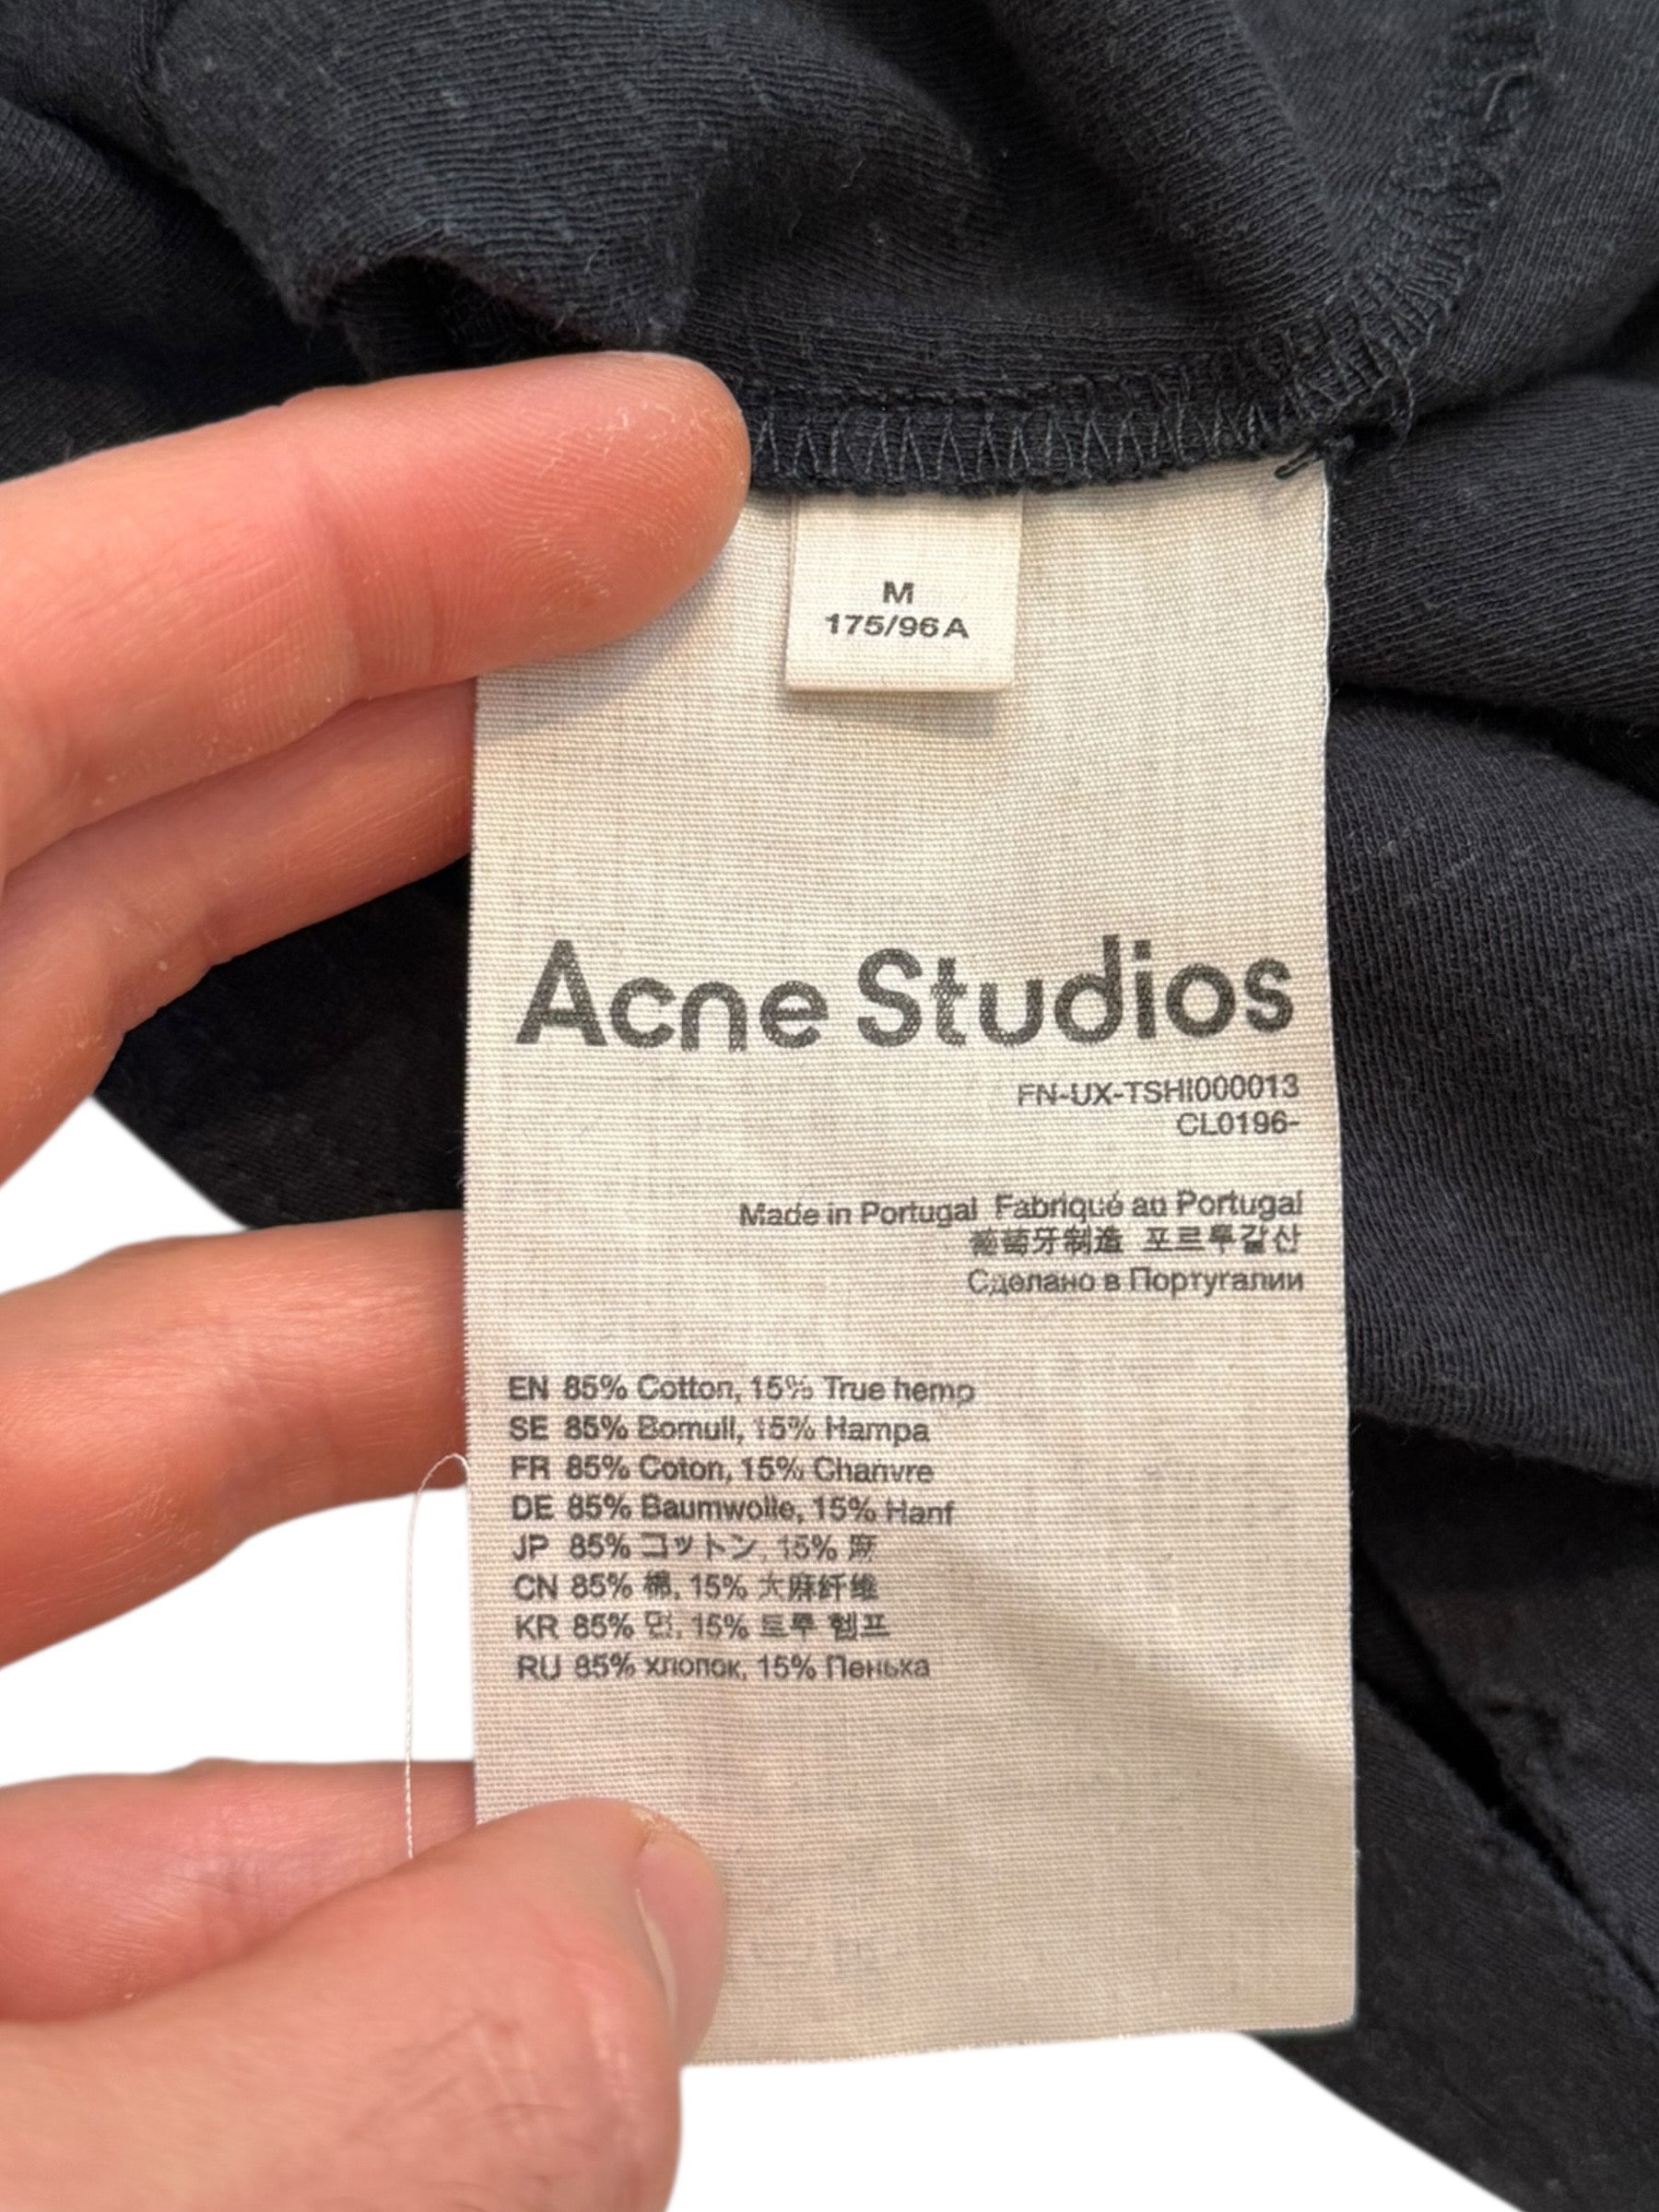 M
175/96A
Acne Studios
FN-UX-TSHI000013
CL0196-
Made in Portugal Fabriqué au Portugal
葡萄牙制造 포르투갈산
Сделано в Португалии
EN 85% Cotton, 15% True hemp
SE 85% Bomull, 15% Hampa
FR 85% Coton, 15% Chanvre
DE 85% Baumwolle, 15% Hanf
JP 85% コットン, 15% 麻
CN 85% 棉, 15% 大麻纤维
KR 85% 면, 15% 트루 헴프
RU 85% хлопок, 15% Пенька